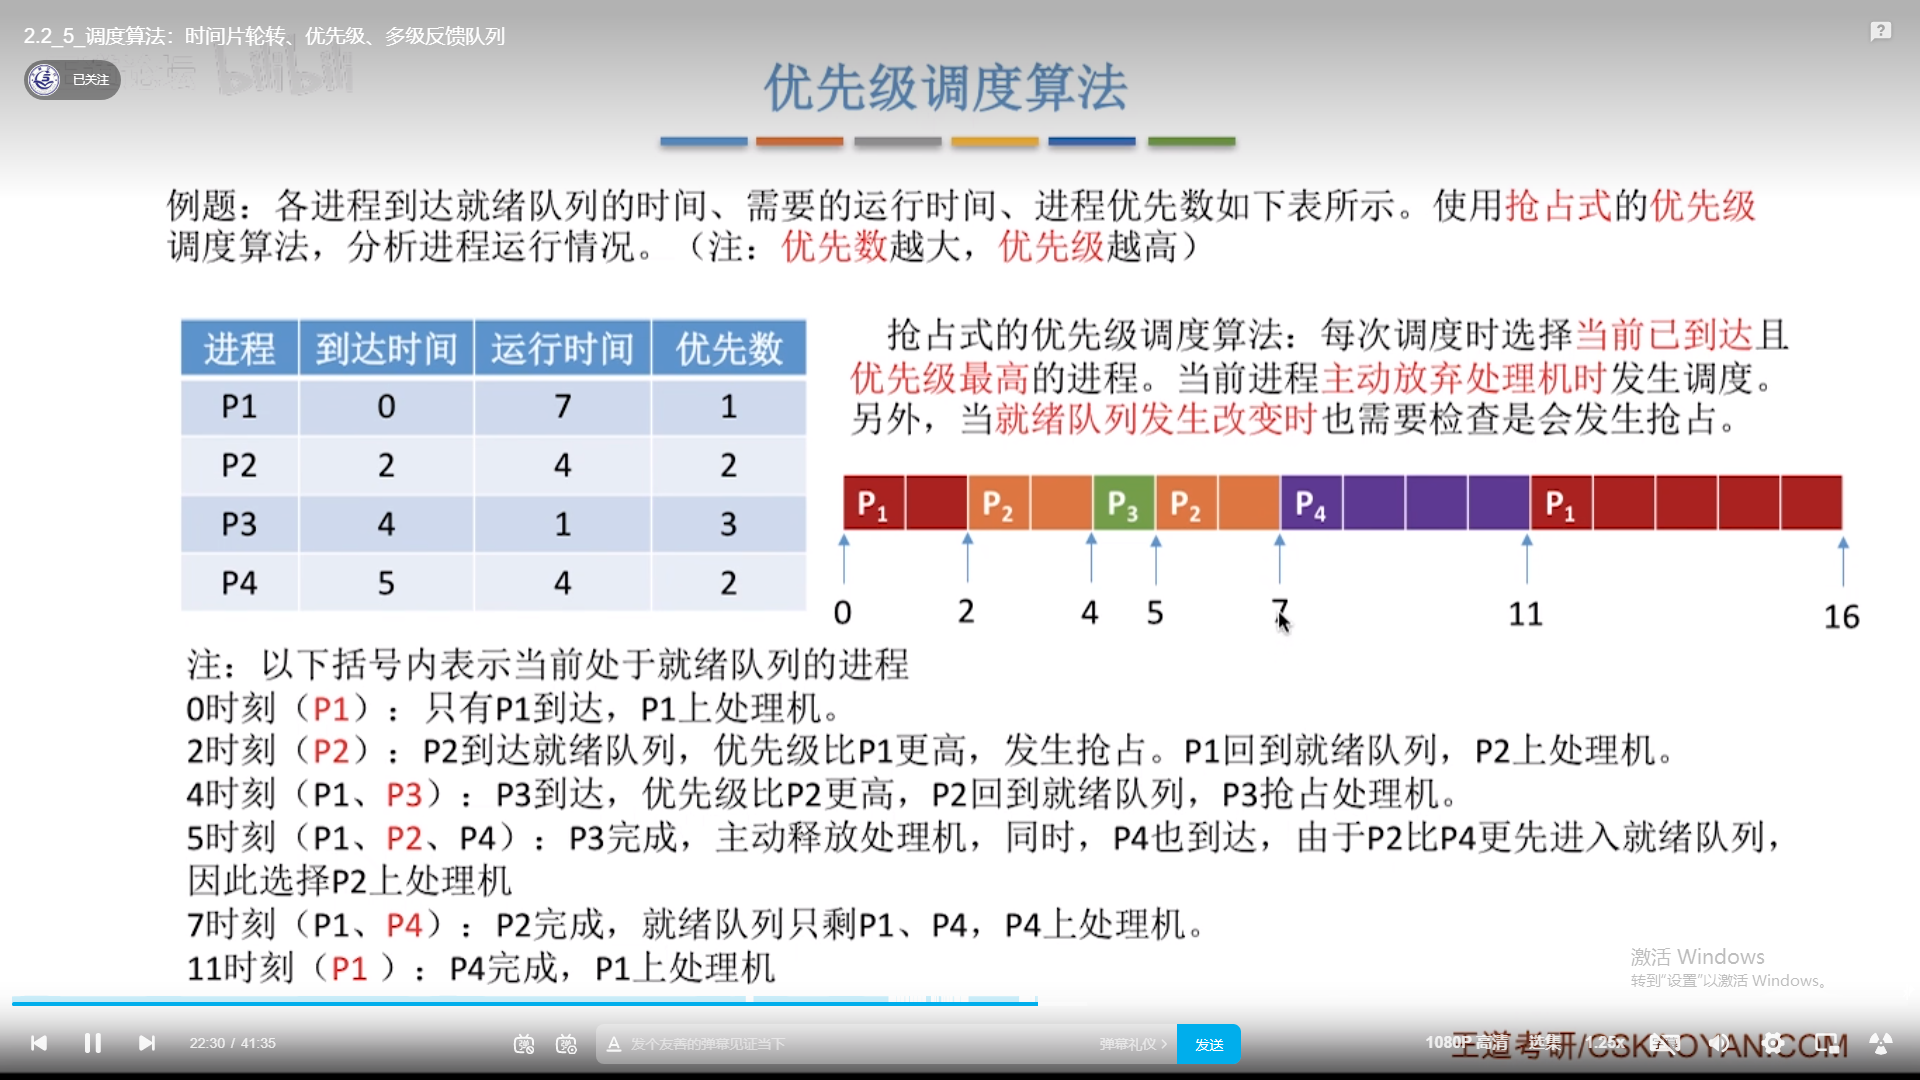 2.2_5_调度算法：时间片轮转、优先级、多级反馈队列
已关注
bilibili
优先级调度算法
例题：各进程到达就绪队列的时间、需要的运行时间、进程优先数如下表所示。使用抢占式的优先级
调度算法，分析进程运行情况。（注：优先数越大，优先级越高）
进程 到达时间 运行时间 优先数
P1 0 7 1
P2 2 4 2
P3 4 1 3
P4 5 4 2
抢占式的优先级调度算法：每次调度时选择当前已到达且
优先级最高的进程。当前进程主动放弃处理机时发生调度。
另外，当就绪队列发生改变时也需要检查是会发生抢占。
P1 P2 P3 P2 P4 P1
0 2 4 5 7 11 16
注：以下括号内表示当前处于就绪队列的进程
0时刻（P1）：只有P1到达，P1上处理机。
2时刻（P2）：P2到达就绪队列，优先级比P1更高，发生抢占。P1回到就绪队列，P2上处理机。
4时刻（P1、P3）：P3到达，优先级比P2更高，P2回到就绪队列，P3抢占处理机。
5时刻（P1、P2、P4）：P3完成，主动释放处理机，同时，P4也到达，由于P2比P4更先进入就绪队列，
因此选择P2上处理机
7时刻（P1、P4）：P2完成，就绪队列只剩P1、P4，P4上处理机。
11时刻（P1 ）：P4完成，P1上处理机
激活 Windows
转到“设置”以激活 Windows。
22:30 / 41:35
发个友善的弹幕见证当下
弹幕礼仪 >
发送
1080P 高清
选集
1.25x
王道考研/CSKAOYAN.COM